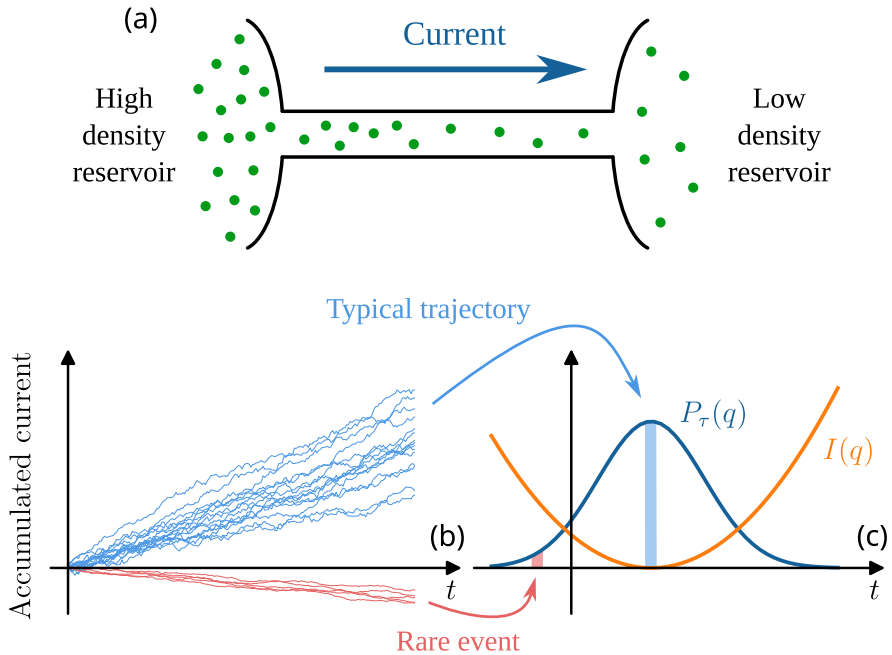 (a)
Current
High
density
reservoir
Low
density
reservoir
Typical trajectory
Accumulated current
P_τ(q)
I(q)
(b)
(c)
t
t
Rare event